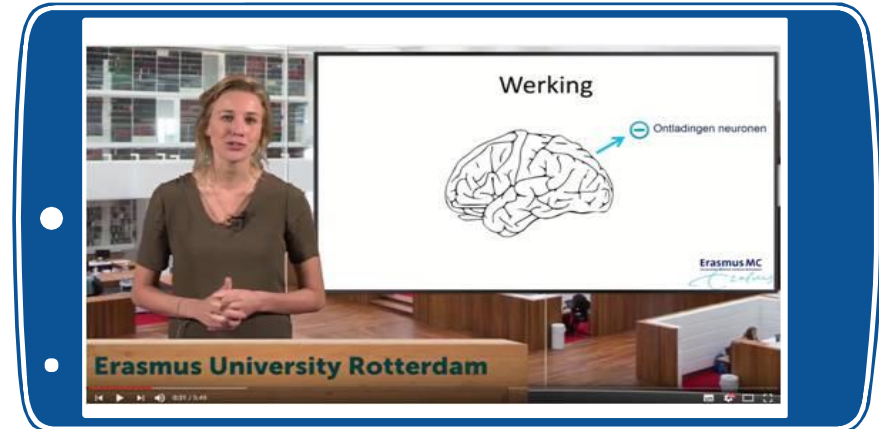 Werking
Ontladingen neuronen
Erasmus MC
Erasmus University Rotterdam